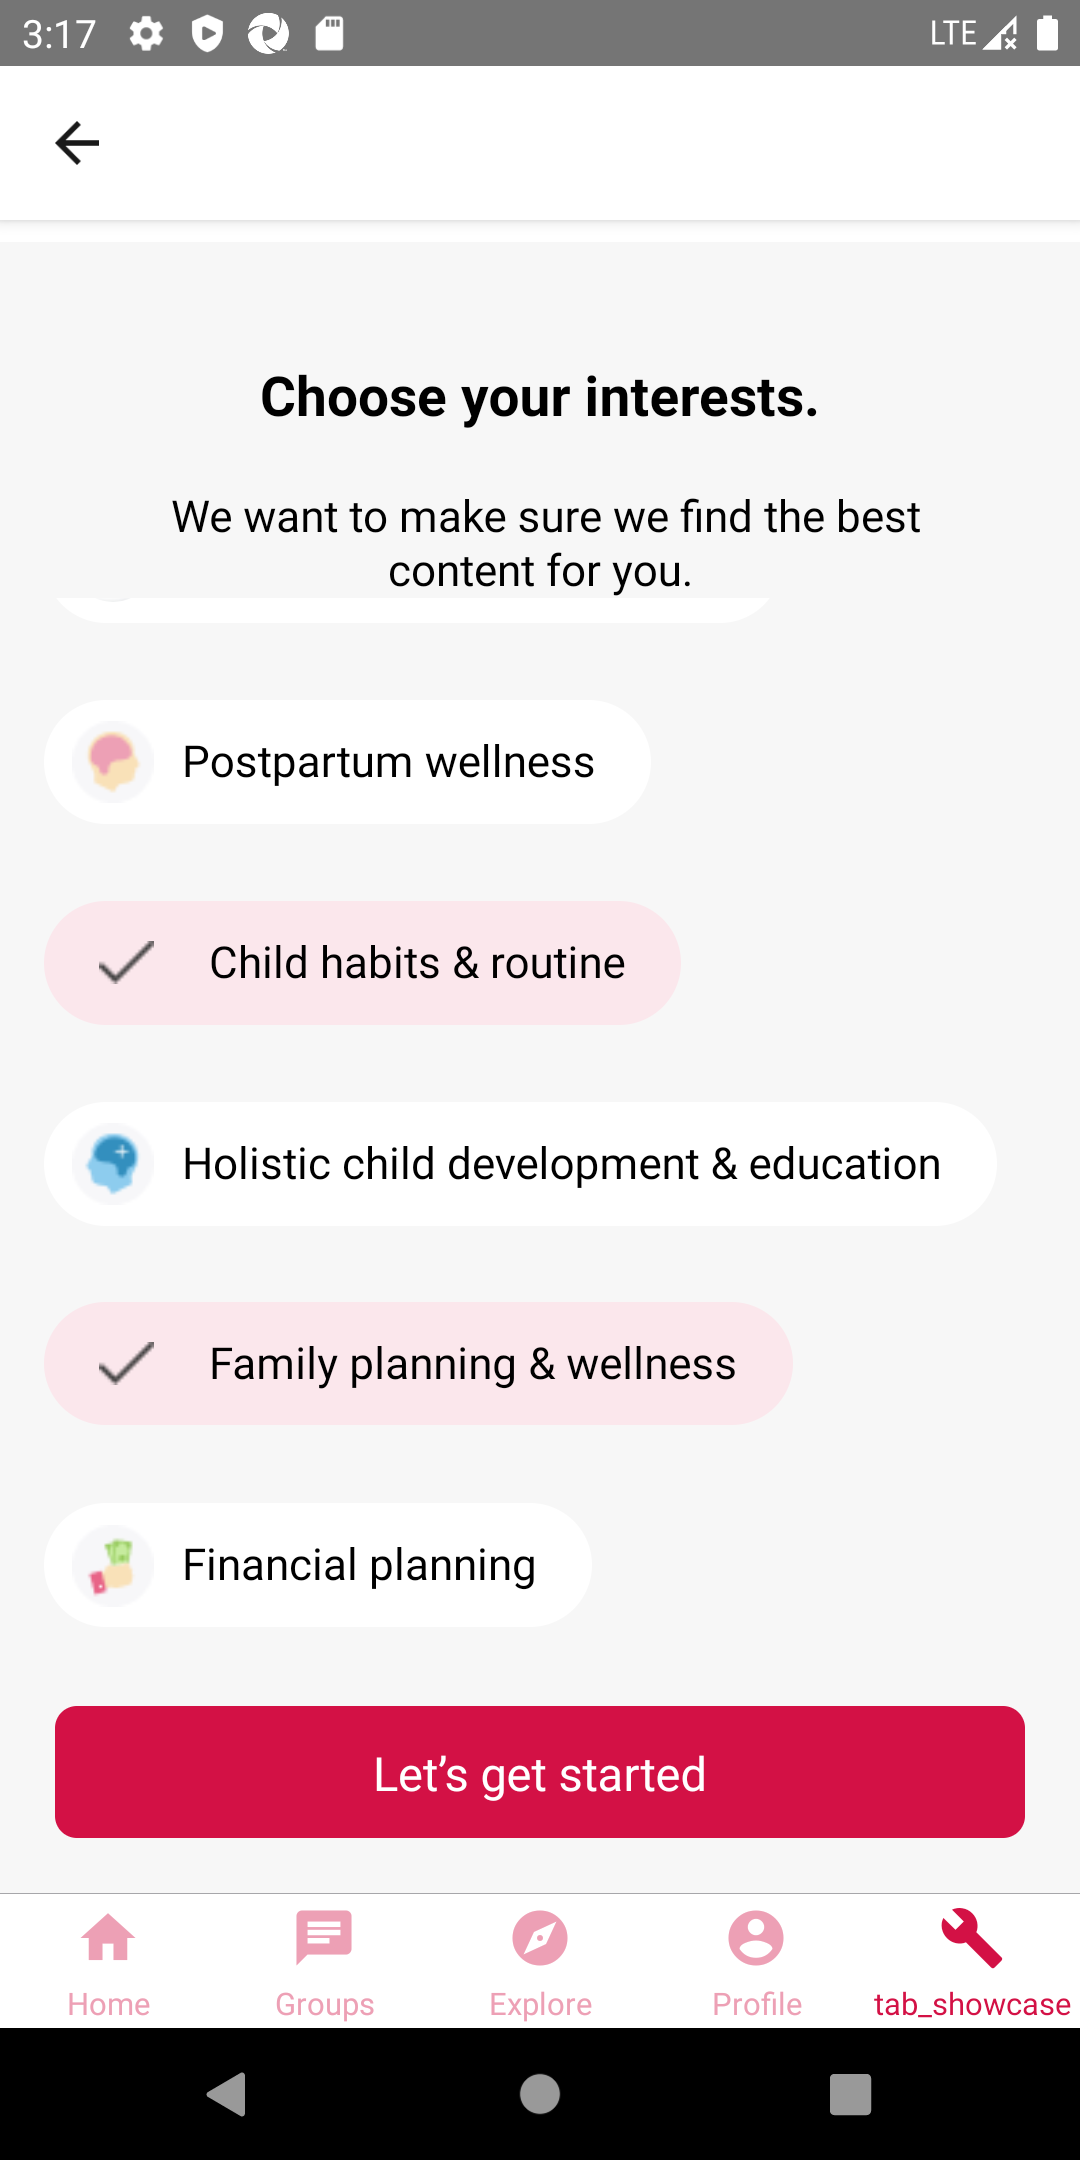 3:17
LTE
Choose your interests.
We want to make sure we find the best
content for you.
Postpartum wellness
Child habits & routine
Holistic child development & education
Family planning & wellness
Financial planning
Let’s get started
Home
Groups
Explore
Profile
tab_showcase